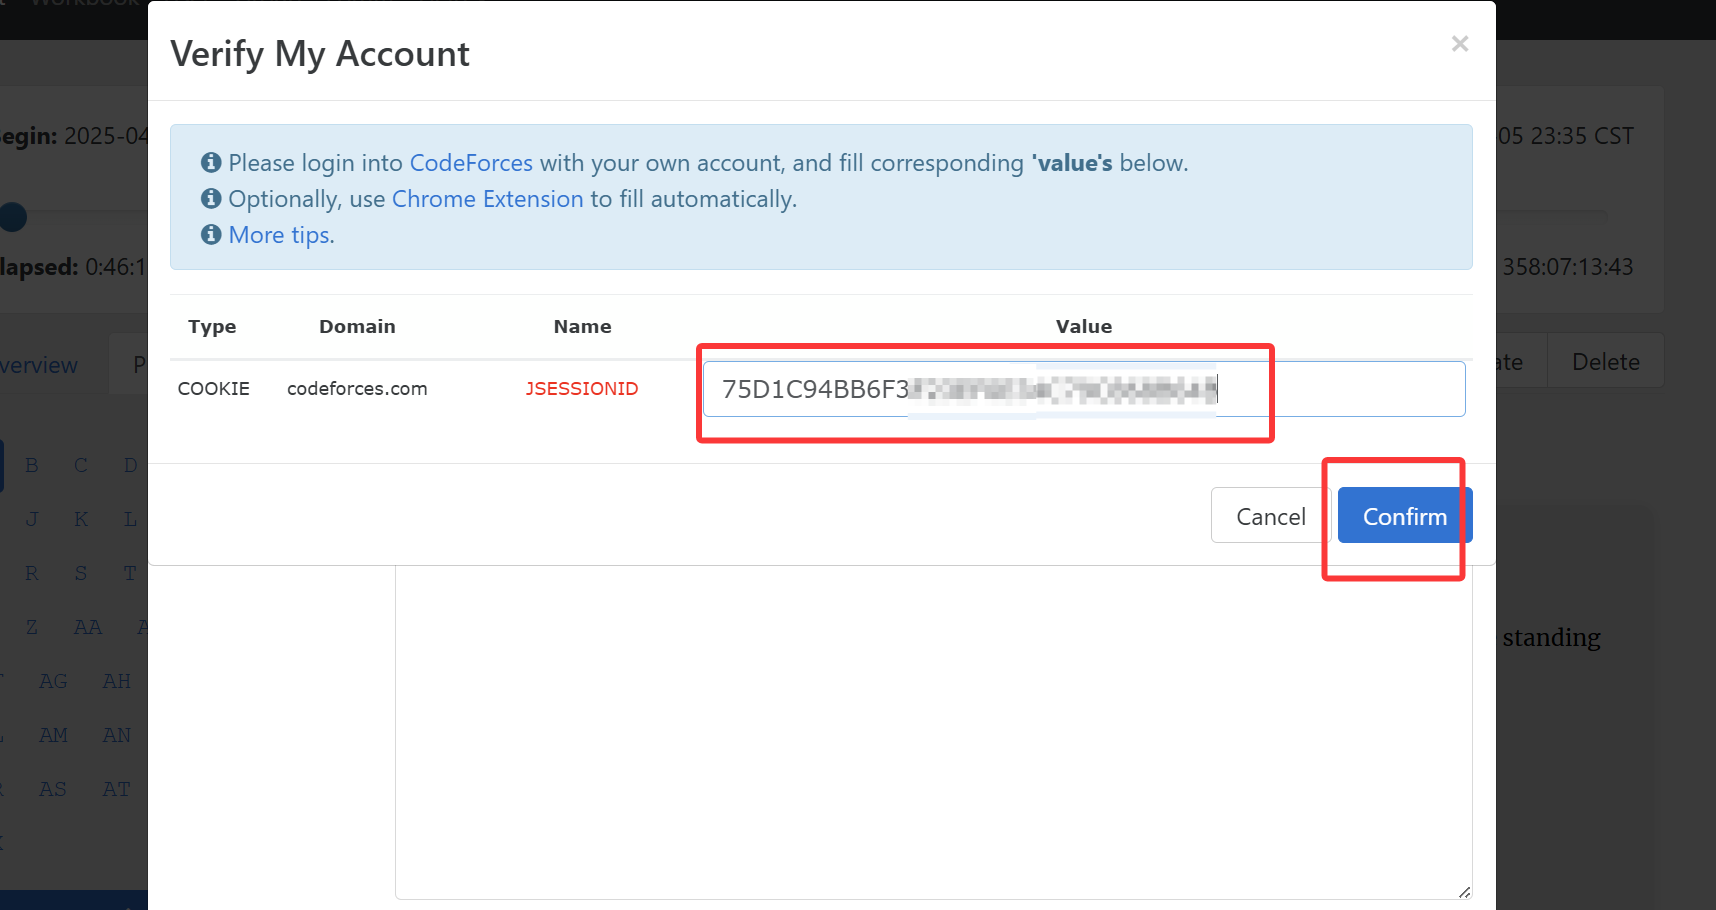 Workbook
Verify My Account
×
egin: 2025-04
05 23:35 CST
Please login into CodeForces with your own account, and fill corresponding 'value's below.
Optionally, use Chrome Extension to fill automatically.
More tips.
lapsed: 0:46:1
358:07:13:43
Type Domain Name Value
verview P
ate Delete
COOKIE codeforces.com JSESSIONID 75D1C94BB6F3
B C D
Cancel Confirm
J K L
R S T
Z AA A
standing
AG AH
AM AN
AS AT